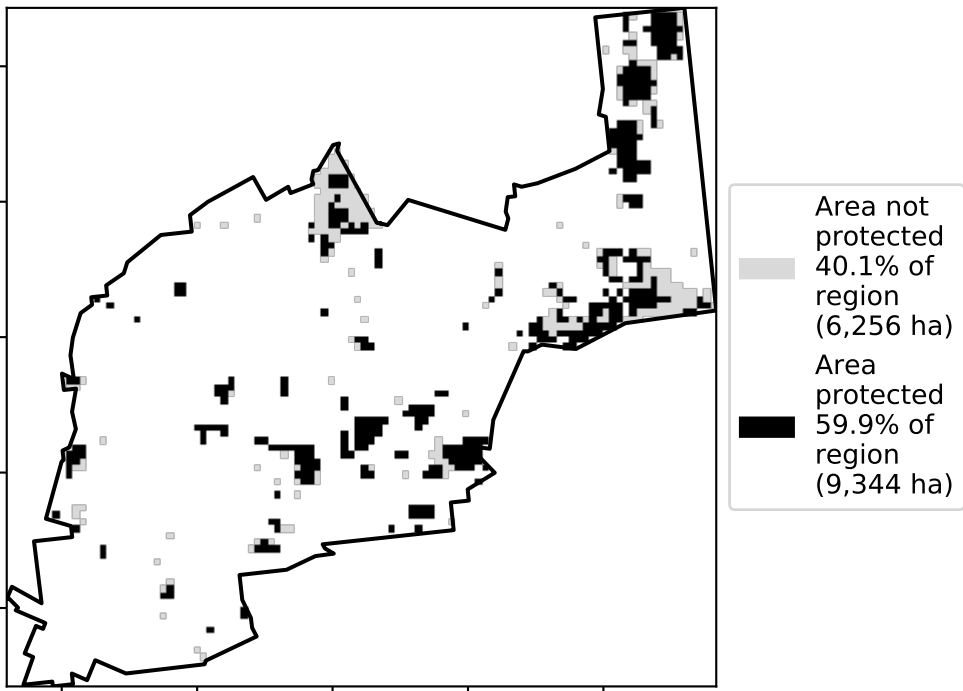 Area not
protected
40.1% of
region
(6,256 ha)
Area
protected
59.9% of
region
(9,344 ha)